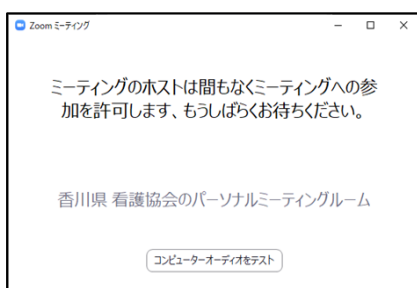 Zoom ミーティング
ミーティングのホストは間もなくミーティングへの参
加を許可します、もうしばらくお待ちください。
香川県 看護協会のパーソナルミーティングルーム
コンピューターオーディオをテスト